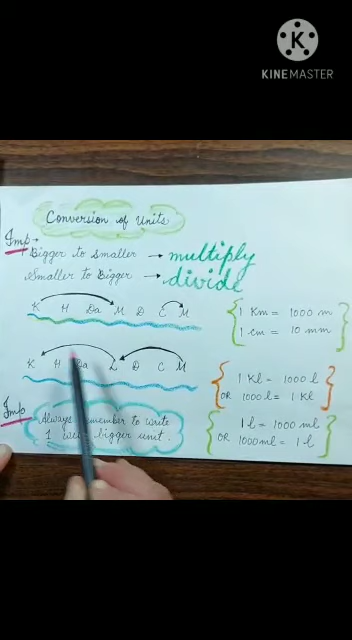 K
KINEMASTER
Conversion of Units
Imp→
Bigger to Smaller → multiply
Smaller to Bigger → divide
K H Da M D C M
1 Km = 1000 m
1 cm = 10 mm
K H Da L D C M
1 Kl = 1000 l
OR 1000 l = 1 Kl
Imp
Always remember to write
1 with bigger unit.
1 l = 1000 ml
OR 1000ml = 1 l